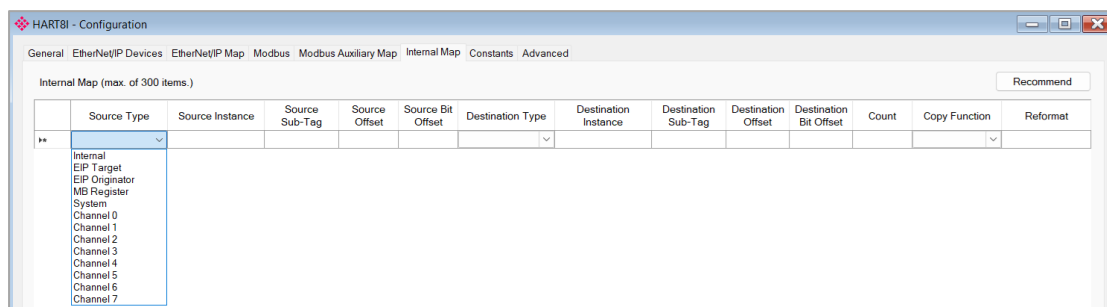 HART8I - Configuration
General EtherNet/IP Devices EtherNet/IP Map Modbus Modbus Auxiliary Map Internal Map Constants Advanced
Internal Map (max. of 300 items.) Recommend
Source Type Source Instance Source Sub-Tag Source Offset Source Bit Offset Destination Type Destination Instance Destination Sub-Tag Destination Offset Destination Bit Offset Count Copy Function Reformat
Internal
EIP Target
EIP Originator
MB Register
System
Channel 0
Channel 1
Channel 2
Channel 3
Channel 4
Channel 5
Channel 6
Channel 7